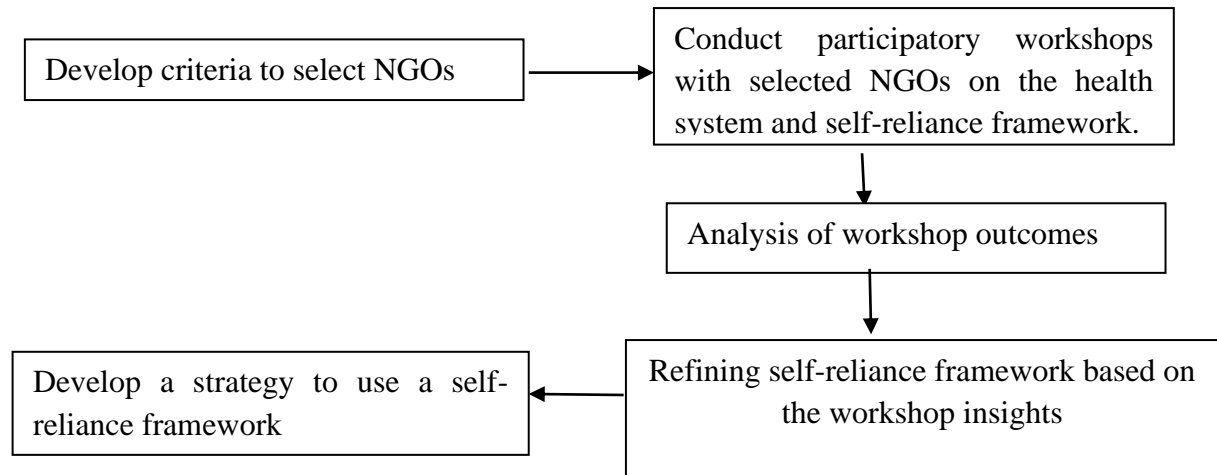 Develop criteria to select NGOs
Conduct participatory workshops
with selected NGOs on the health
system and self-reliance framework.
Analysis of workshop outcomes
Refining self-reliance framework based on
the workshop insights
Develop a strategy to use a self-
reliance framework